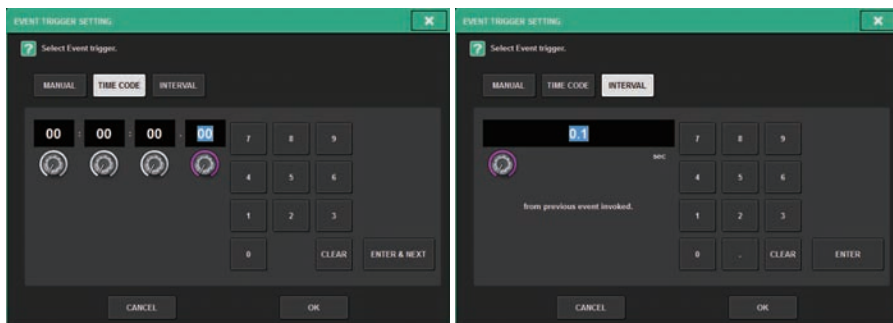 EVENT TRIGGER SETTING
? Select Event trigger.
MANUAL TIME CODE INTERVAL
00 : 00 : 00 . 00
7 8 9
4 5 6
1 2 3
0 CLEAR ENTER & NEXT
CANCEL OK
EVENT TRIGGER SETTING
? Select Event trigger.
MANUAL TIME CODE INTERVAL
0.1
sec
from previous event invoked.
7 8 9
4 5 6
1 2 3
0 . CLEAR ENTER
CANCEL OK